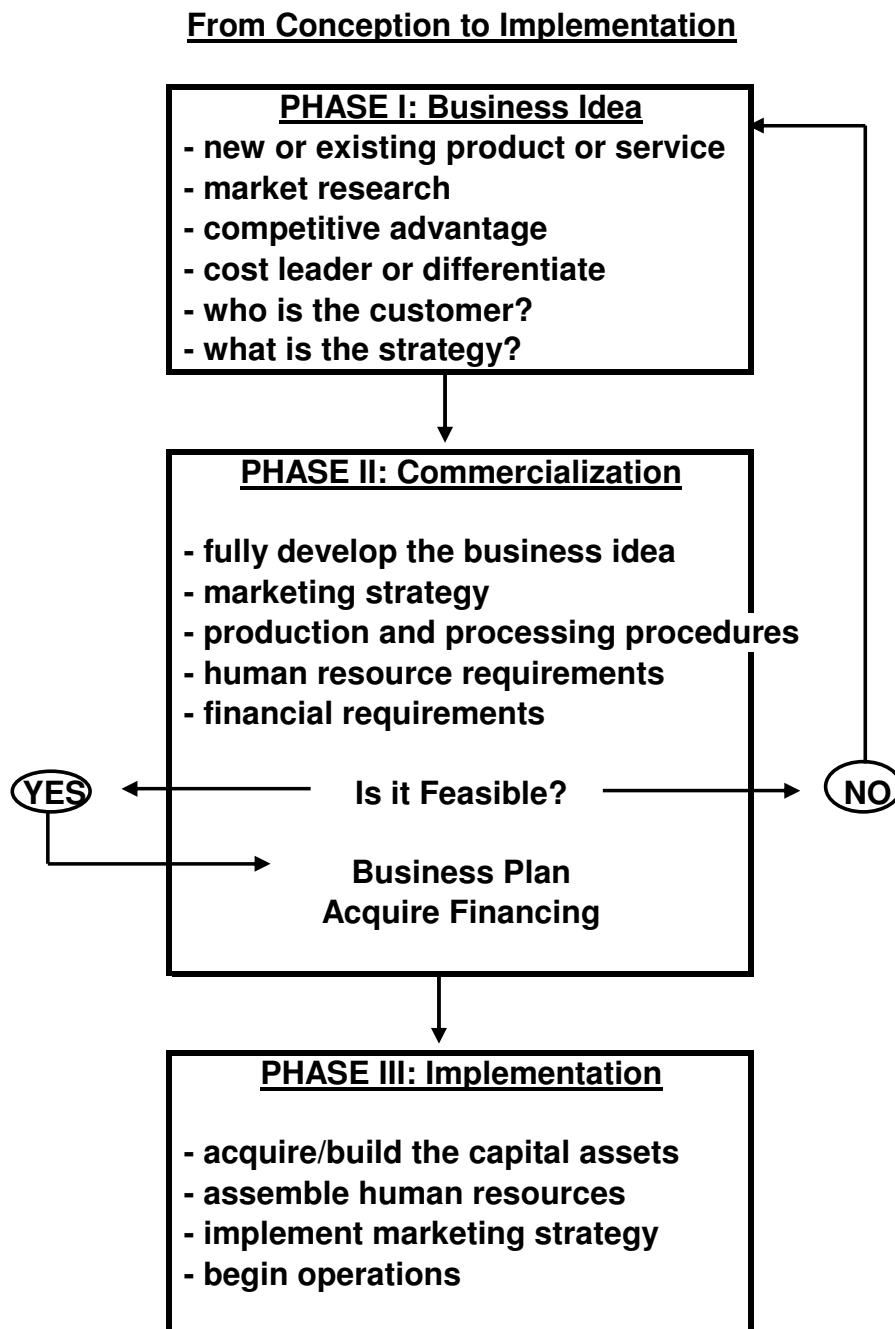 From Conception to Implementation
PHASE I: Business Idea
- new or existing product or service
- market research
- competitive advantage
- cost leader or differentiate
- who is the customer?
- what is the strategy?
PHASE II: Commercialization
- fully develop the business idea
- marketing strategy
- production and processing procedures
- human resource requirements
- financial requirements
YES
Is it Feasible?
NO
Business Plan
Acquire Financing
PHASE III: Implementation
- acquire/build the capital assets
- assemble human resources
- implement marketing strategy
- begin operations